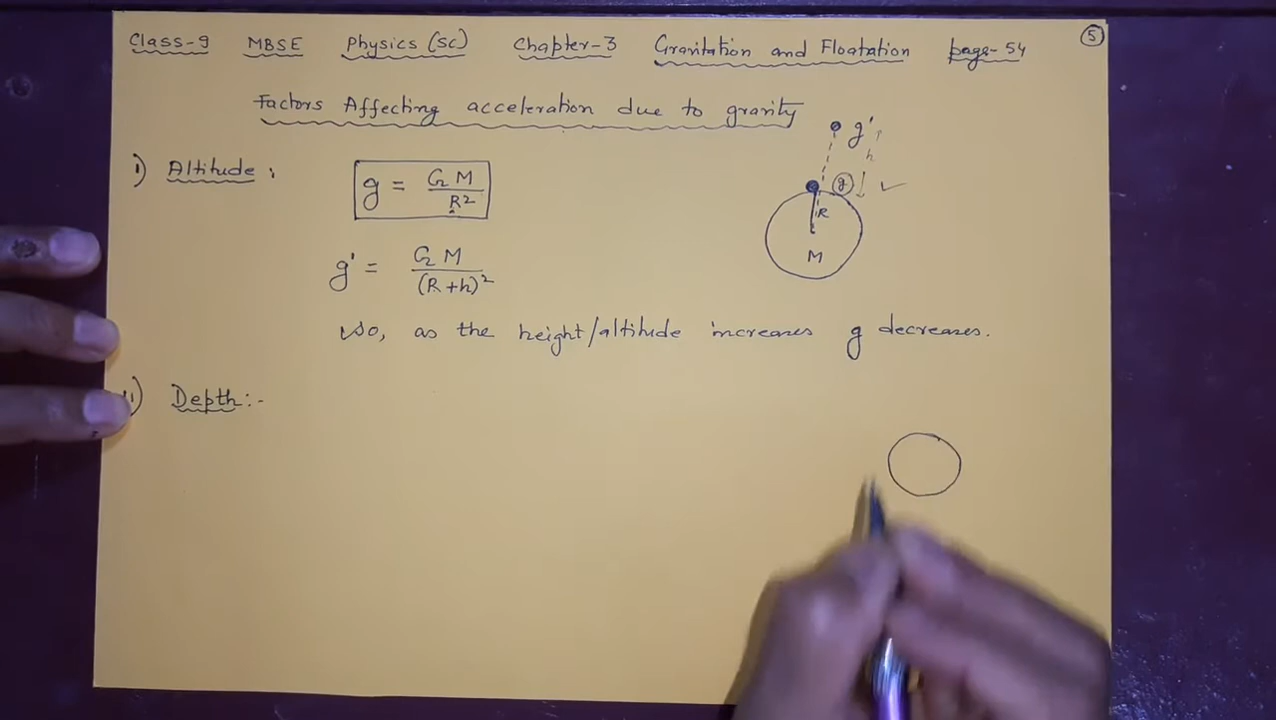 Class-9 MBSE Physics (SC) Chapter-3 Gravitation and Floatation page-54 5
Factors Affecting acceleration due to gravity
i) Altitude :
g = GM / R²
g' = GM / (R+h)²
So, as the height/altitude increases g decreases.
ii) Depth:-
g'
h
g ✓
R
M